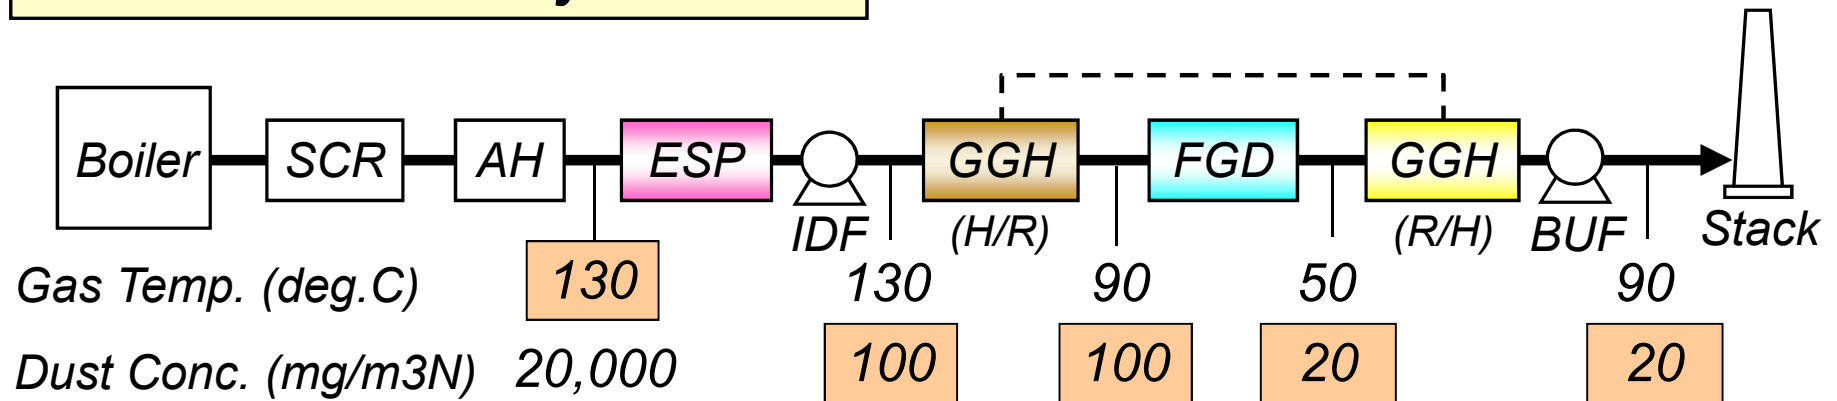 Boiler SCR AH ESP GGH FGD GGH
IDF (H/R) (R/H) BUF Stack
Gas Temp. (deg.C) 130 130 90 50 90
Dust Conc. (mg/m3N) 20,000 100 100 20 20